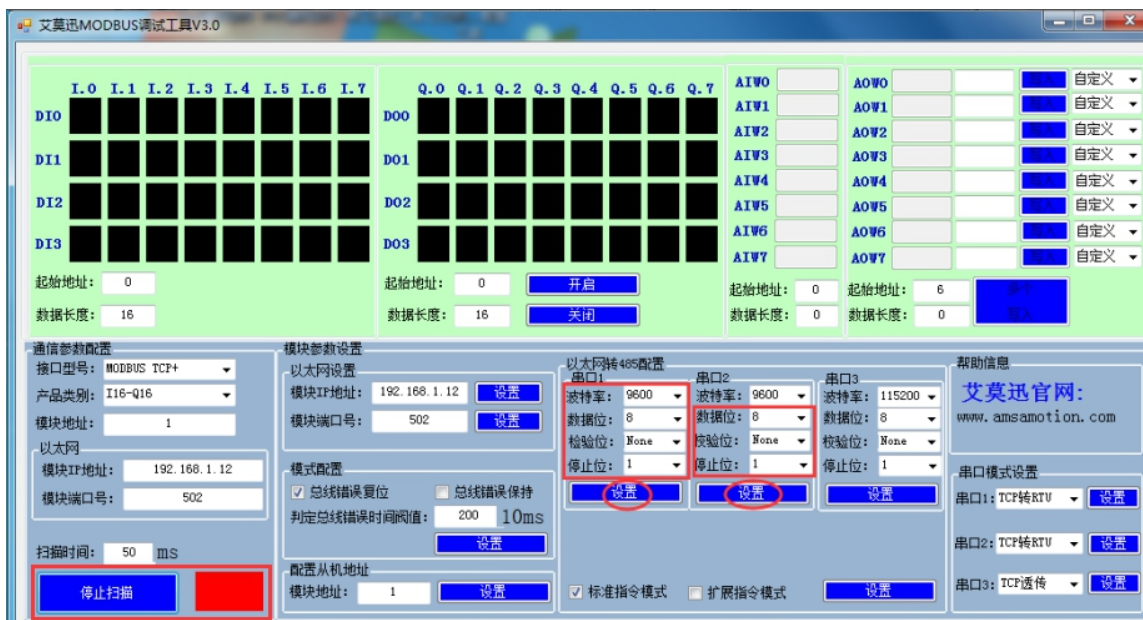 艾莫迅MODBUS调试工具V3.0
I.0 I.1 I.2 I.3 I.4 I.5 I.6 I.7
DI0
DI1
DI2
DI3
起始地址: 0
数据长度: 16
Q.0 Q.1 Q.2 Q.3 Q.4 Q.5 Q.6 Q.7
DO0
DO1
DO2
DO3
起始地址: 0 开启
数据长度: 16 关闭
AIW0
AIW1
AIW2
AIW3
AIW4
AIW5
AIW6
AIW7
起始地址: 0
数据长度: 0
AOW0 写入 自定义
AOW1 写入 自定义
AOW2 写入 自定义
AOW3 写入 自定义
AOW4 写入 自定义
AOW5 写入 自定义
AOW6 写入 自定义
AOW7 写入 自定义
起始地址: 6 多个
数据长度: 0 写入
通信参数配置
接口型号: MODBUS TCP+
产品类别: I16-Q16
模块地址: 1
以太网
模块IP地址: 192.168.1.12
模块端口号: 502
扫描时间: 50 ms
停止扫描
模块参数设置
以太网设置
模块IP地址: 192.168.1.12 设置
模块端口号: 502 设置
模式配置
总线错误复位 总线错误保持
判定总线错误时间阀值: 200 10ms
设置
配置从机地址
模块地址: 1 设置
以太网转485配置
串口1
波特率: 9600
数据位: 8
检验位: None
停止位: 1
设置
串口2
波特率: 9600
数据位: 8
校验位: None
停止位: 1
设置
串口3
波特率: 115200
数据位: 8
校验位: None
停止位: 1
设置
标准指令模式 扩展指令模式 设置
帮助信息
艾莫迅官网:
www.amsamotion.com
串口模式设置
串口1: TCP转RTU 设置
串口2: TCP转RTU 设置
串口3: TCP透传 设置